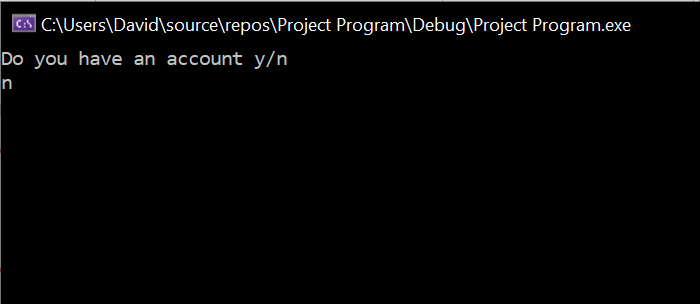 C:\Users\David\source\repos\Project Program\Debug\Project Program.exe
Do you have an account y/n
n